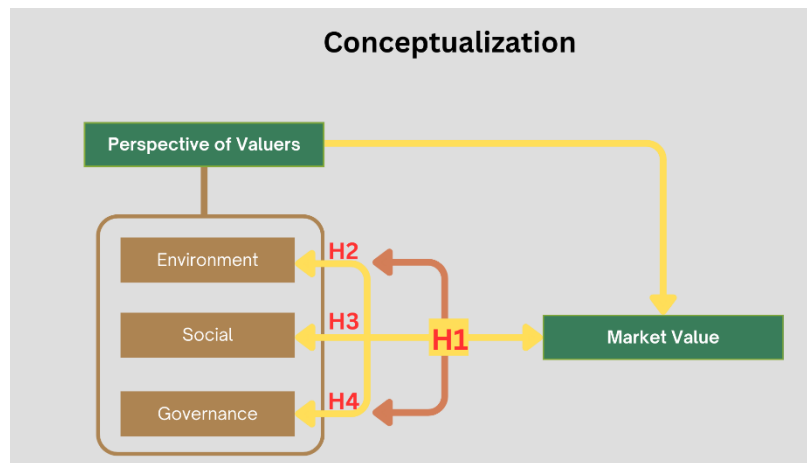 Conceptualization
Perspective of Valuers
Environment
H2
Social
H3
H1
Market Value
Governance
H4